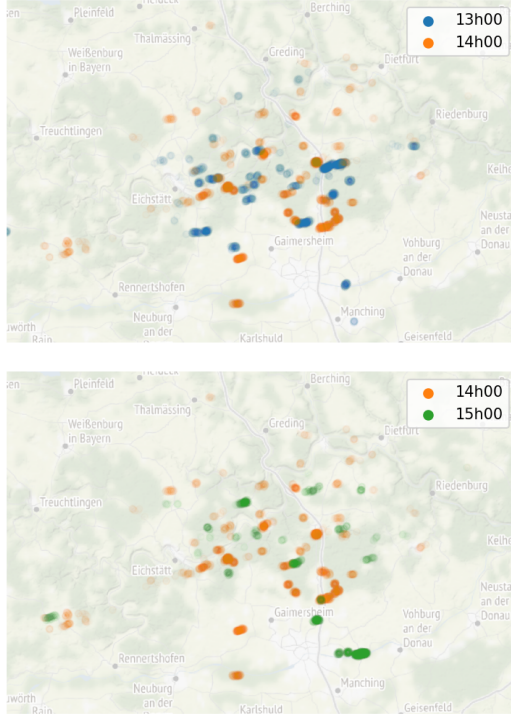 Pleinfeld
Berching
13h00
14h00
Thalmässing
Greding
Weißenburg
in Bayern
Dietfurt
Riedenburg
Treuchtlingen
Eichstätt
Gaimersheim
Vohburg
an der
Donau
Neusta
an der
Donau
Rennertshofen
Neuburg
an der
Manching
Karlshuld
Geisenfeld
Pleinfeld
Berching
14h00
15h00
Thalmässing
Greding
Weißenburg
in Bayern
Dietfurt
Riedenburg
Treuchtlingen
Eichstätt
Gaimersheim
Vohburg
an der
Donau
Neusta
an der
Donau
Rennertshofen
Neuburg
an der
Manching
Karlshuld
Geisenfeld